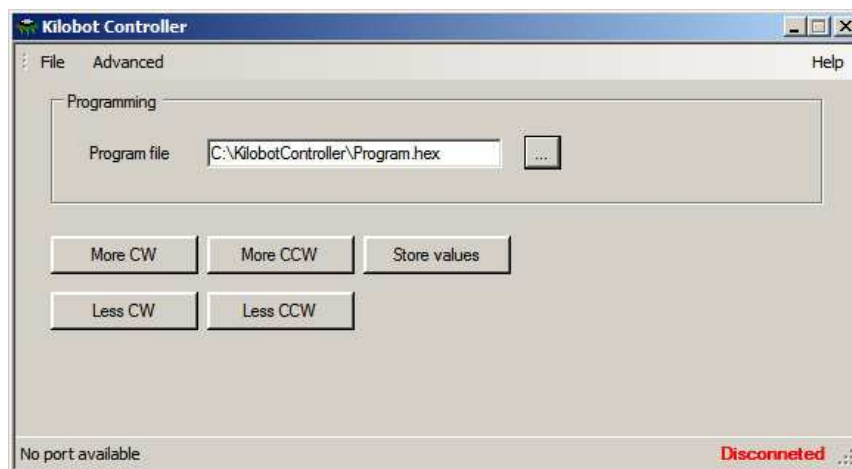 Kilobot Controller
File Advanced Help
Programming
Program file C:\KilobotController\Program.hex ...
More CW More CCW Store values
Less CW Less CCW
No port available Disconneted